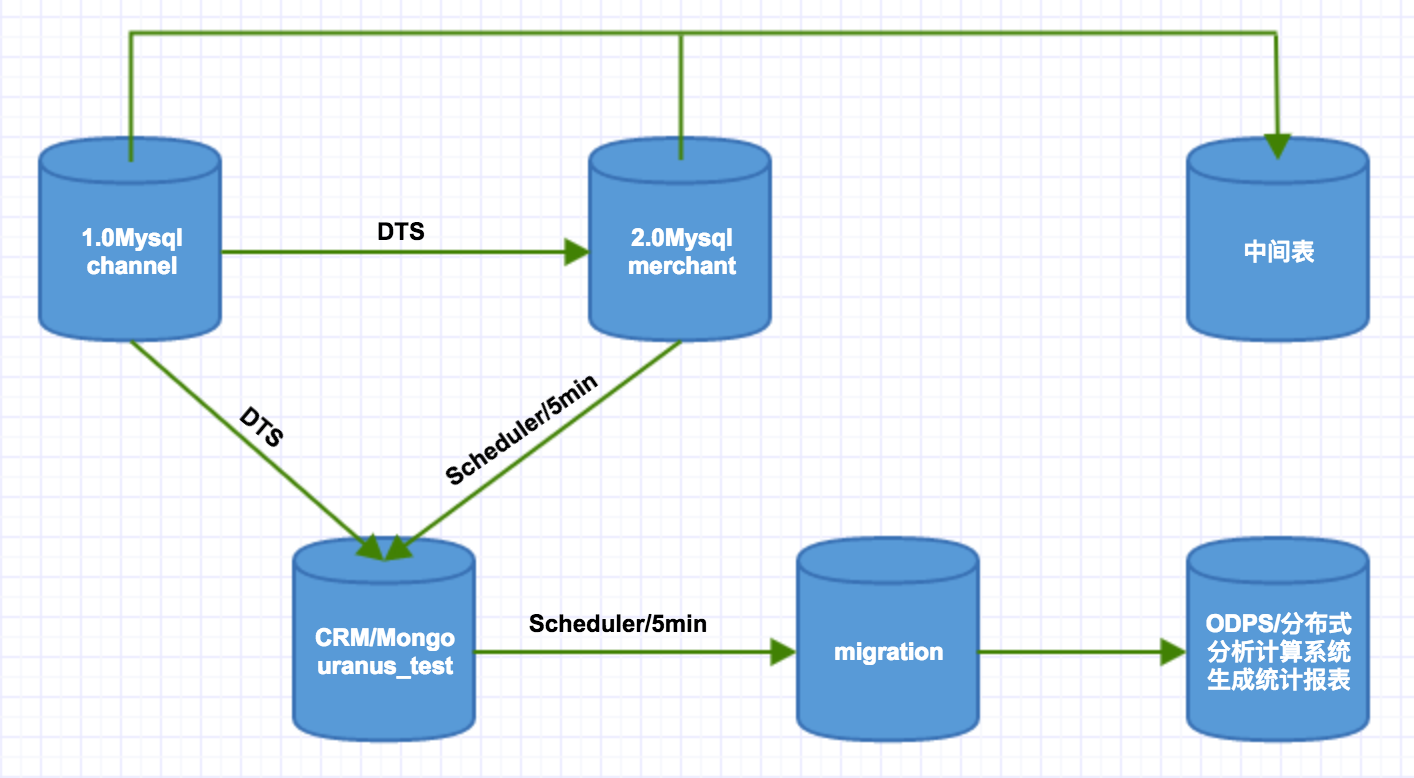 1.0Mysql
channel
DTS
2.0Mysql
merchant
中间表
DTS
Scheduler/5min
CRM/Mongo
uranus_test
Scheduler/5min
migration
ODPS/分布式
分析计算系统
生成统计报表